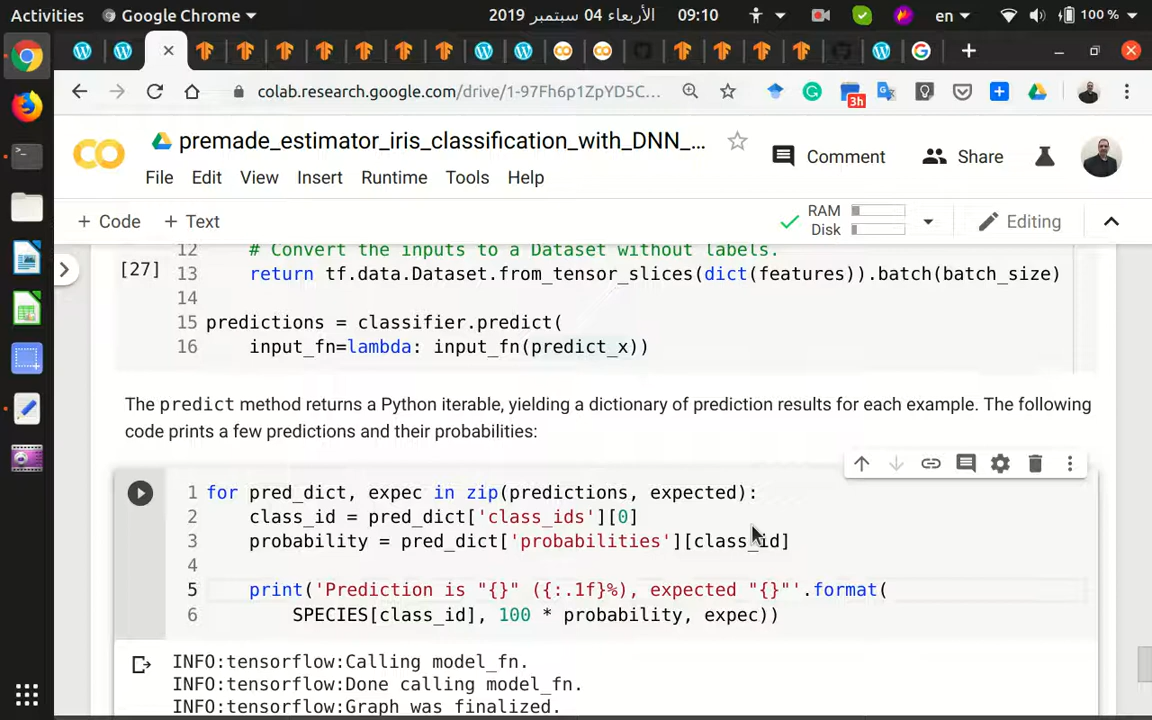 Activities
Google Chrome
الأربعاء 04 سبتمبر 2019
09:10
en
100 %
colab.research.google.com/drive/1-97Fh6p1ZpYD5C...
3h
premade_estimator_iris_classification_with_DNN_...
Comment
Share
File Edit View Insert Runtime Tools Help
+ Code + Text
RAM
Disk
Editing
12 # Convert the inputs to a Dataset without labels.
[27]
13 return tf.data.Dataset.from_tensor_slices(dict(features)).batch(batch_size)
14
15 predictions = classifier.predict(
16 input_fn=lambda: input_fn(predict_x))
The predict method returns a Python iterable, yielding a dictionary of prediction results for each example. The following
code prints a few predictions and their probabilities:
1 for pred_dict, expec in zip(predictions, expected):
2 class_id = pred_dict['class_ids'][0]
3 probability = pred_dict['probabilities'][class_id]
4
5 print('Prediction is "{}" ({:.1f}%), expected "{}"'.format(
6 SPECIES[class_id], 100 * probability, expec))
INFO:tensorflow:Calling model_fn.
INFO:tensorflow:Done calling model_fn.
INFO:tensorflow:Graph was finalized.